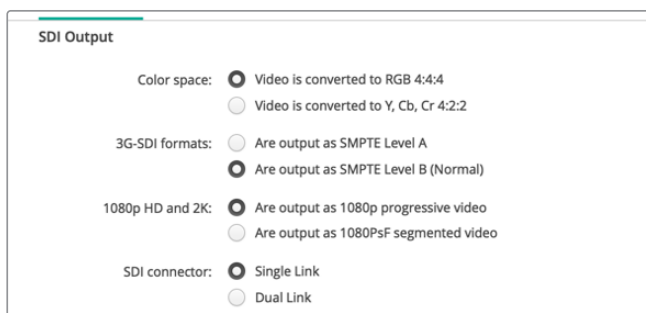 SDI Output
Color space: Video is converted to RGB 4:4:4
Video is converted to Y, Cb, Cr 4:2:2
3G-SDI formats: Are output as SMPTE Level A
Are output as SMPTE Level B (Normal)
1080p HD and 2K: Are output as 1080p progressive video
Are output as 1080PsF segmented video
SDI connector: Single Link
Dual Link